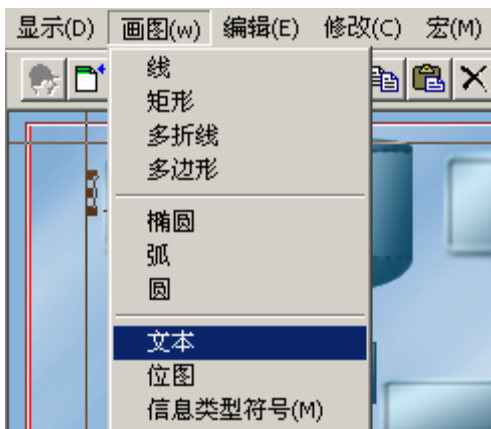 显示(D) 画图(w) 编辑(E) 修改(C) 宏(M)
线
矩形
多折线
多边形
椭圆
弧
圆
文本
位图
信息类型符号(M)